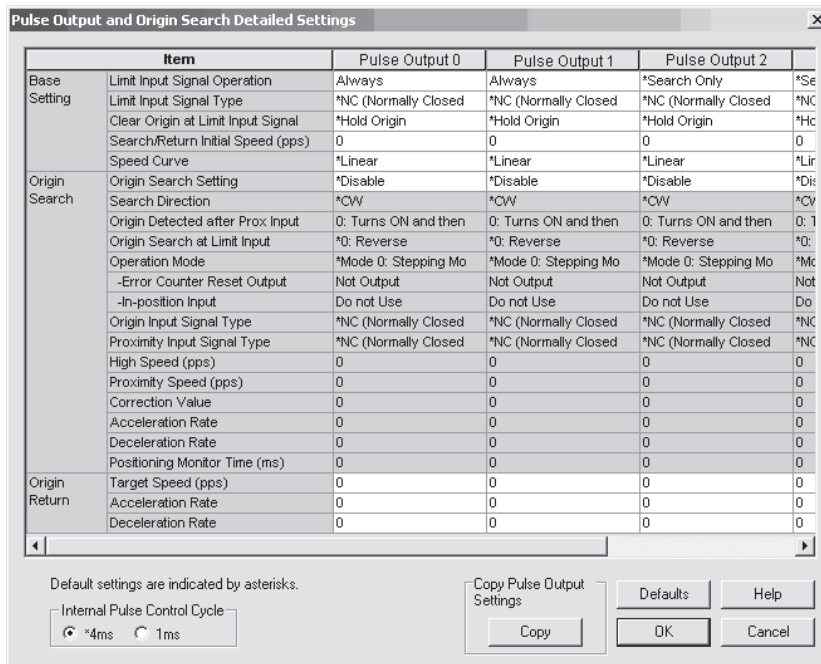 Pulse Output and Origin Search Detailed Settings
Item Pulse Output 0 Pulse Output 1 Pulse Output 2
Base Setting Limit Input Signal Operation Always Always *Search Only *Se
Limit Input Signal Type *NC (Normally Closed *NC (Normally Closed *NC (Normally Closed *NC
Clear Origin at Limit Input Signal *Hold Origin *Hold Origin *Hold Origin *Ho
Search/Return Initial Speed (pps) 0 0 0 0
Speed Curve *Linear *Linear *Linear *Lin
Origin Search Origin Search Setting *Disable *Disable *Disable *Dis
Search Direction *CW *CW *CW *CW
Origin Detected after Prox Input 0: Turns ON and then 0: Turns ON and then 0: Turns ON and then 0: T
Origin Search at Limit Input *0: Reverse *0: Reverse *0: Reverse *0:
Operation Mode *Mode 0: Stepping Mo *Mode 0: Stepping Mo *Mode 0: Stepping Mo *Mo
-Error Counter Reset Output Not Output Not Output Not Output Not
-In-position Input Do not Use Do not Use Do not Use Do
Origin Input Signal Type *NC (Normally Closed *NC (Normally Closed *NC (Normally Closed *NC
Proximity Input Signal Type *NC (Normally Closed *NC (Normally Closed *NC (Normally Closed *NC
High Speed (pps) 0 0 0 0
Proximity Speed (pps) 0 0 0 0
Correction Value 0 0 0 0
Acceleration Rate 0 0 0 0
Deceleration Rate 0 0 0 0
Positioning Monitor Time (ms) 0 0 0 0
Origin Return Target Speed (pps) 0 0 0 0
Acceleration Rate 0 0 0 0
Deceleration Rate 0 0 0 0
Default settings are indicated by asterisks.
Internal Pulse Control Cycle
*4ms 1ms
Copy Pulse Output Settings
Copy
Defaults Help
OK Cancel